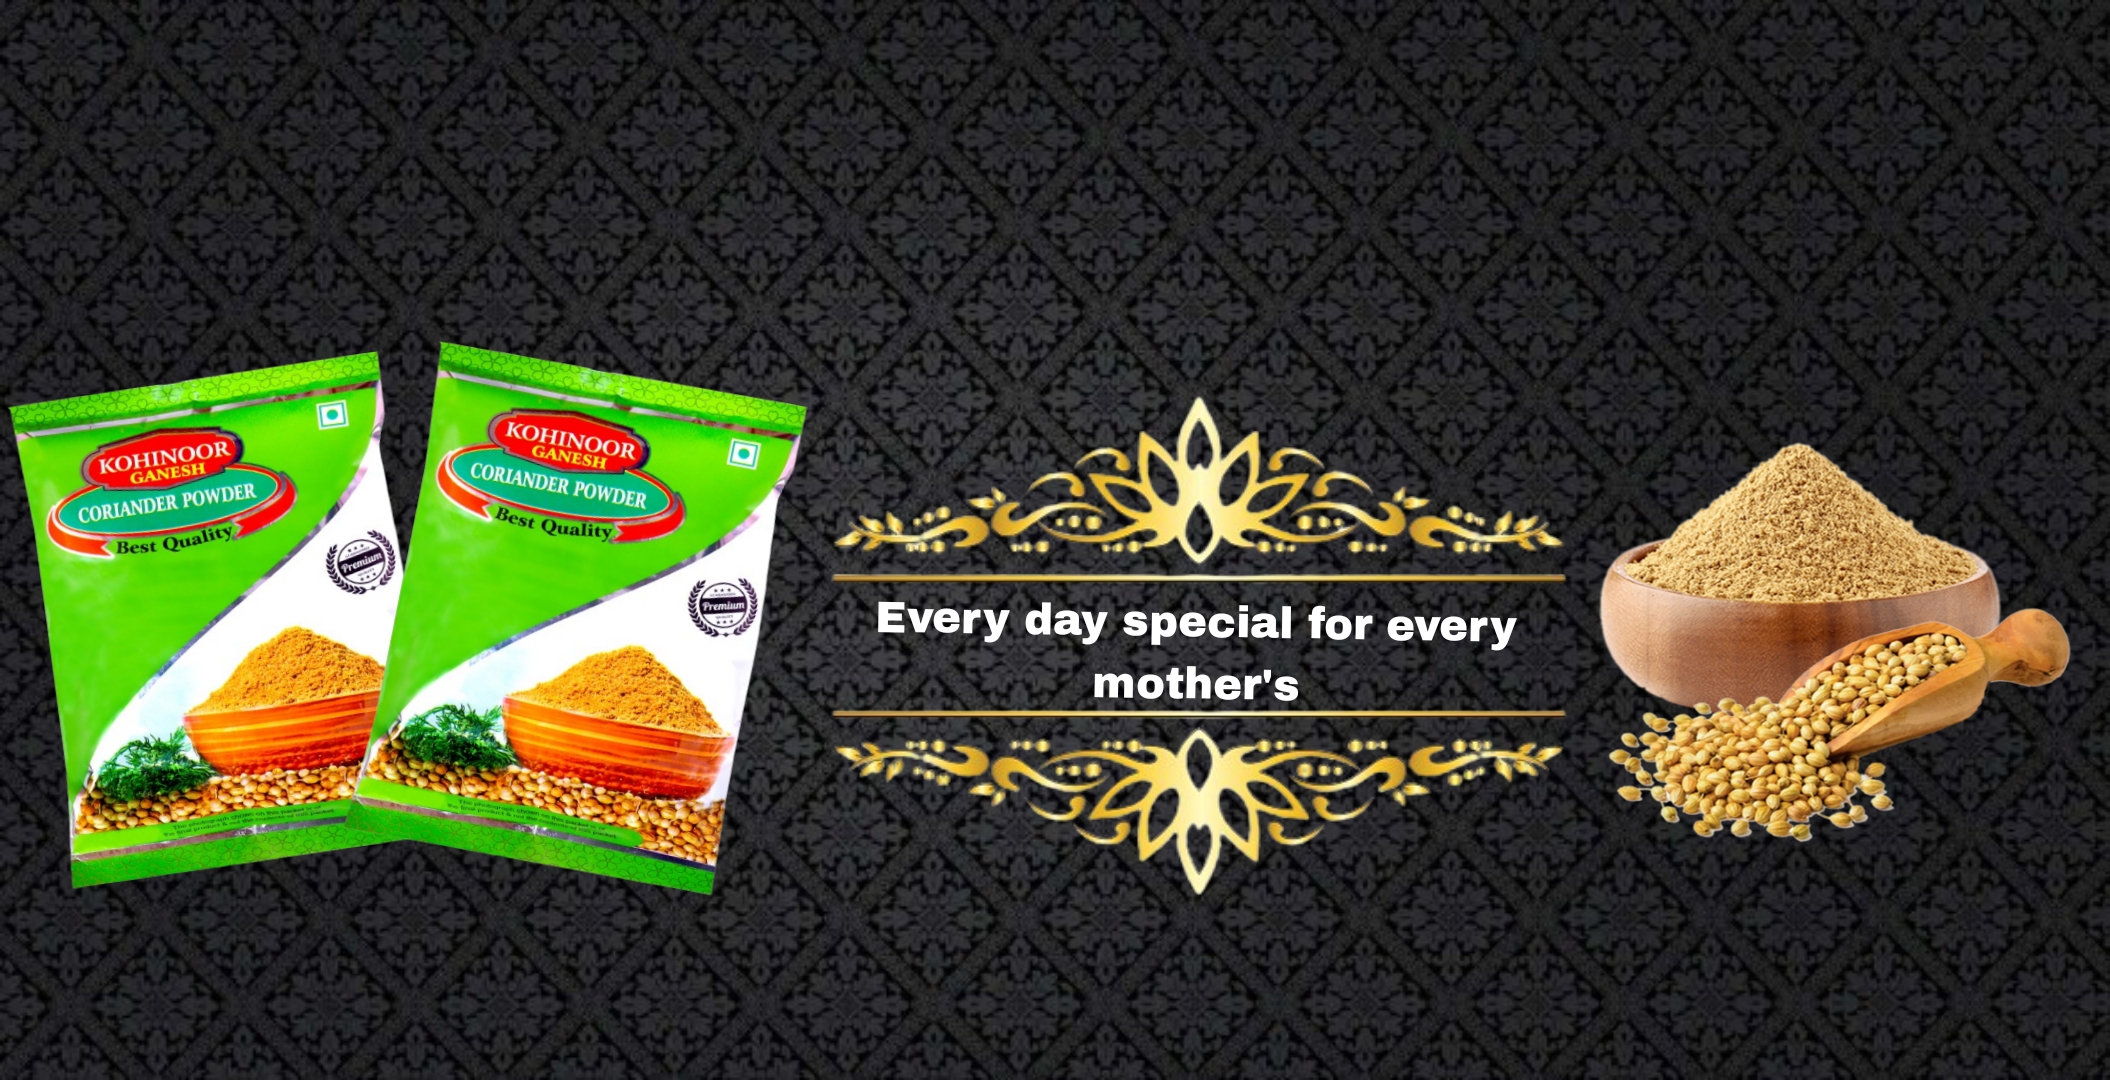 KOHINOOR
GANESH
CORIANDER POWDER
Best Quality
Premium
KOHINOOR
GANESH
CORIANDER POWDER
Best Quality
Premium
Every day special for every
mother's